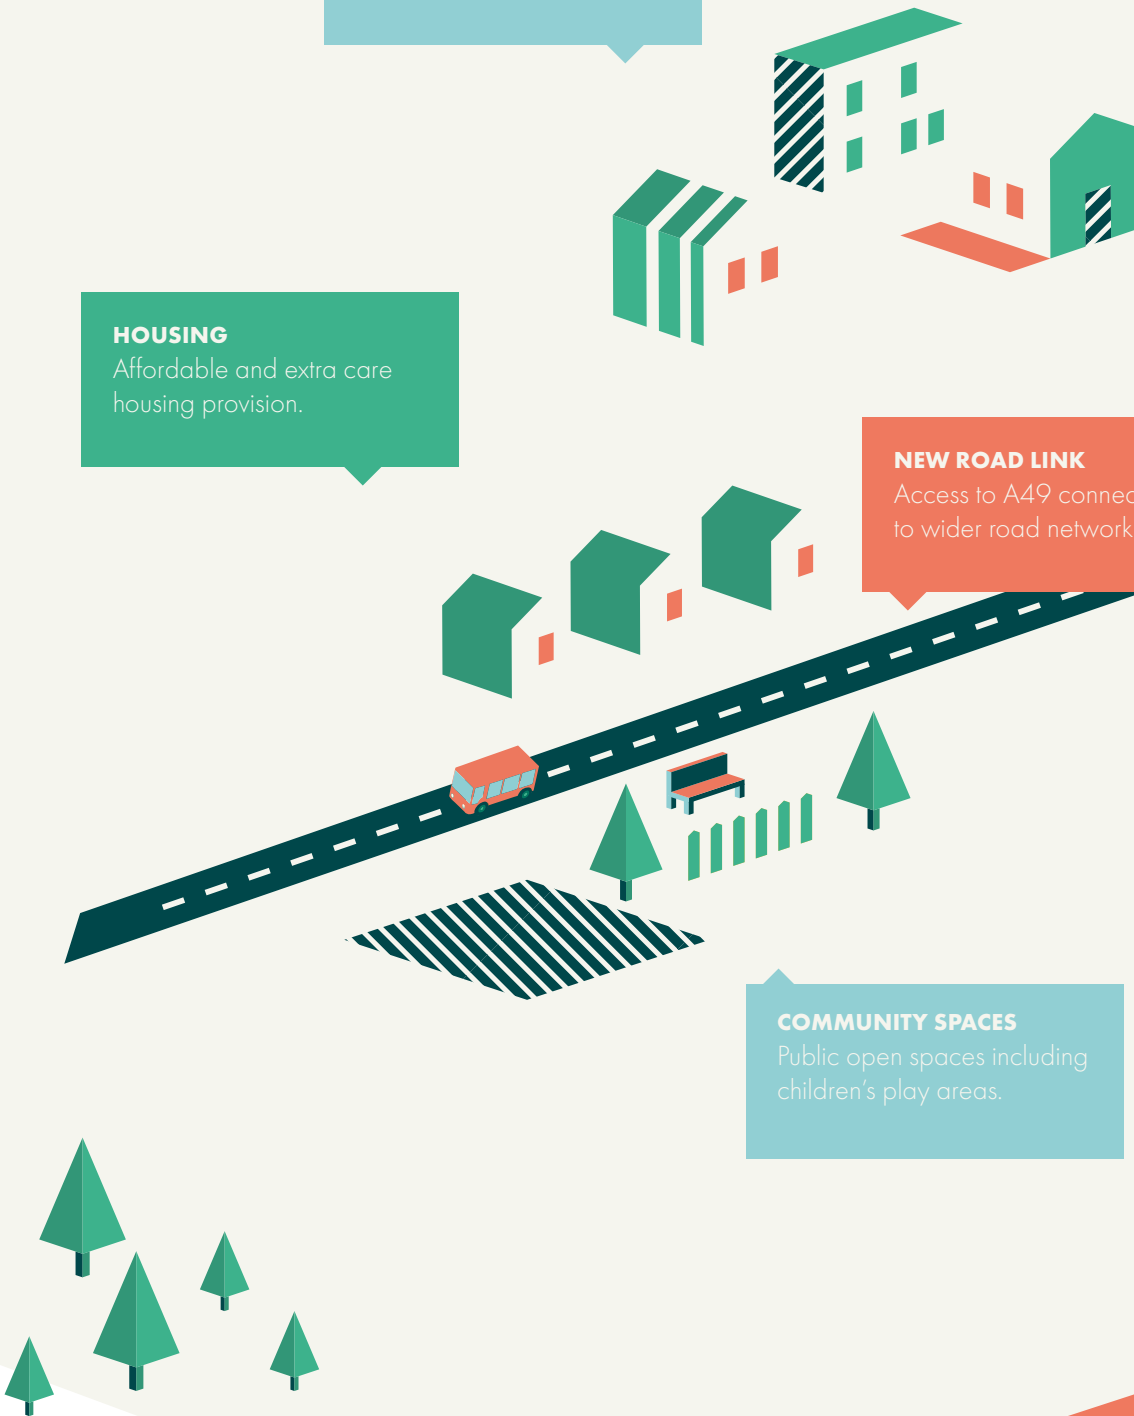 HOUSING
Affordable and extra care
housing provision.
NEW ROAD LINK
Access to A49
to wider road network
COMMUNITY SPACES
Public open spaces including
children's play areas.